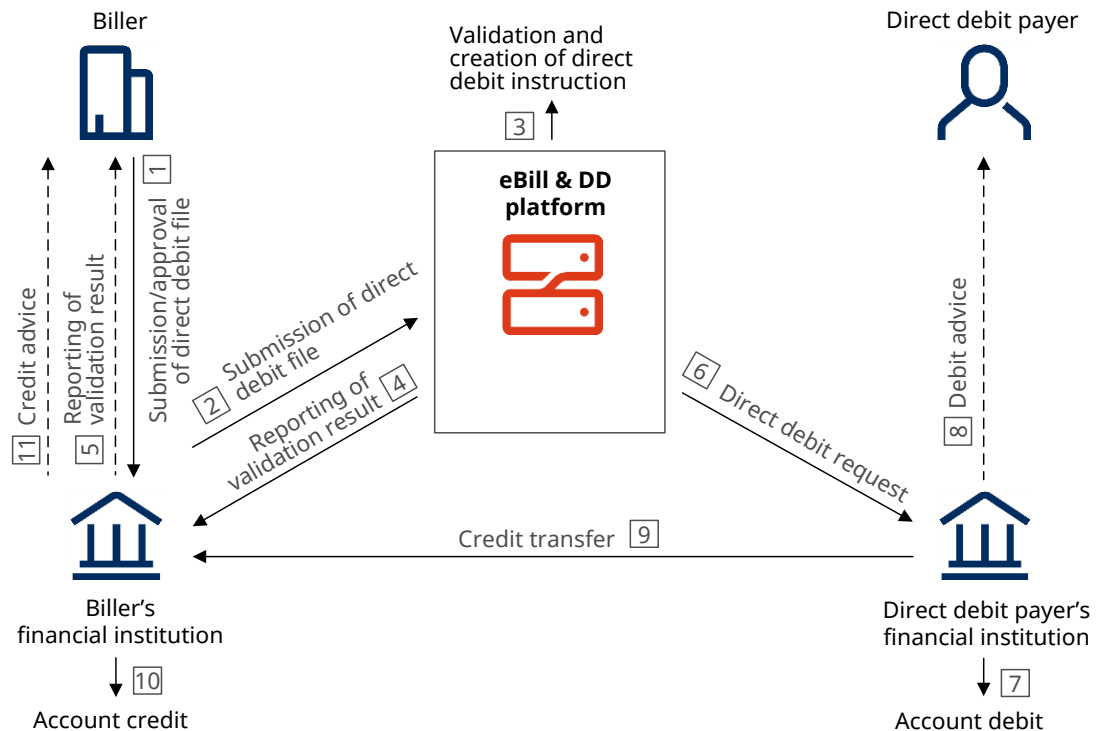 Biller
Direct debit payer
Validation and
creation of direct
debit instruction
3
eBill & DD
platform
1
Submission/approval
of direct debit file
5
Reporting of
validation result
11
Credit advice
2
Submission of direct
debit file
4
Reporting of
validation result
6
Direct debit request
8
Debit advice
Credit transfer
9
Biller’s
financial institution
Direct debit payer’s
financial institution
10
Account credit
7
Account debit